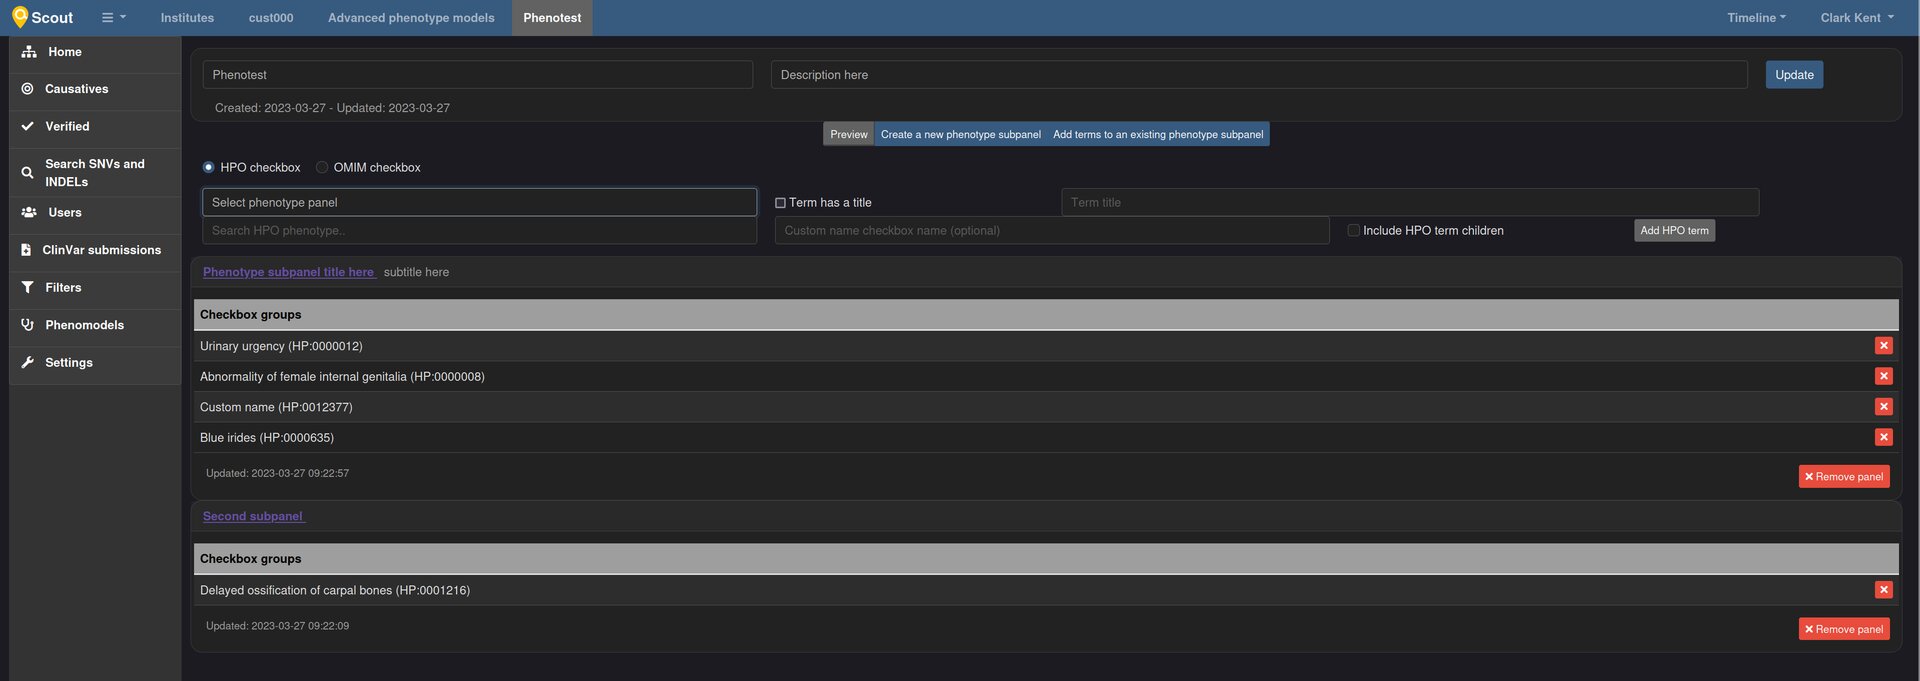 Scout
Institutes
cust000
Advanced phenotype models
Phenotest
Timeline
Clark Kent
Home
Causatives
Verified
Search SNVs and
INDELs
Users
ClinVar submissions
Filters
Phenomodels
Settings
Phenotest
Description here
Update
Created: 2023-03-27 - Updated: 2023-03-27
Preview
Create a new phenotype subpanel
Add terms to an existing phenotype subpanel
HPO checkbox
OMIM checkbox
Select phenotype panel
Term has a title
Term title
Search HPO phenotype..
Custom name checkbox name (optional)
Include HPO term children
Add HPO term
Phenotype subpanel title here subtitle here
Checkbox groups
Urinary urgency (HP:0000012)
Abnormality of female internal genitalia (HP:0000008)
Custom name (HP:0012377)
Blue irides (HP:0000635)
Updated: 2023-03-27 09:22:57
Remove panel
Second subpanel
Checkbox groups
Delayed ossification of carpal bones (HP:0001216)
Updated: 2023-03-27 09:22:09
Remove panel